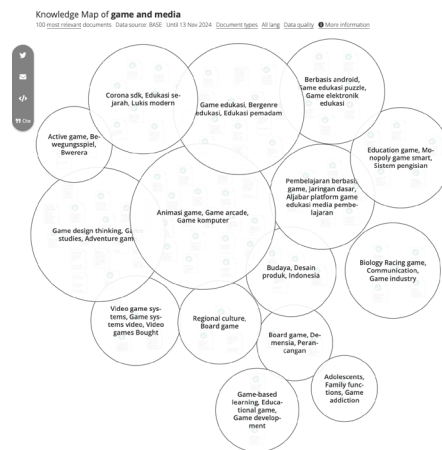 Knowledge Map of game and media
100 most relevant documents Data source: BASE Until 13 Nov 2024 Document types All lang Data quality More information
Cite
Corona sdk, Edukasi se-
jarah, Lukis modern
Game edukasi, Bergenre
edukasi, Edukasi pemadam
Berbasis android,
Game edukasi puzzle,
Game elektronik
edukasi
Active game, Be-
wegungsspiel,
Bwerera
Education game, Mo-
nopoly game smart,
Sistem pengisian
Pembelajaran berbasis
game, Jaringan dasar,
Aljabar platform game
edukasi media pembe-
lajaran
Animasi game, Game arcade,
Game komputer
Game design thinking, Ga
studies, Adventure gam
Budaya, Desain
produk, Indonesia
Biology Racing game,
Communication,
Game industry
Video game sys-
tems, Game sys-
tems video, Video
games Bought
Regional culture,
Board game
Board game, De-
mensia, Peran-
cangan
Adolescents,
Family func-
tions, Game
addiction
Game-based
learning, Educa-
tional game,
Game develop-
ment